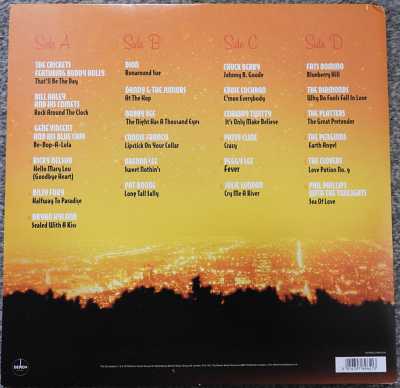 Side A
THE CRICKETS
FEATURING BUDDY HOLLY
That'll Be The Day
BILL HALEY
AND HIS COMETS
Rock Around The Clock
GENE VINCENT
AND HIS BLUE CAPS
Be-Bop-A-Lula
RICKY NELSON
Hello Mary Lou
(Goodbye Heart)
BILLY FURY
Halfway To Paradise
BRYAN HYLAND
Sealed With A Kiss
Side B
DION
Runaround Sue
DANNY & THE JUNIORS
At The Hop
BOBBY VEE
The Night Has A Thousand Eyes
CONNIE FRANCIS
Lipstick On Your Collar
BRENDA LEE
Sweet Nothin's
PAT BOONE
Long Tall Sally
Side C
CHUCK BERRY
Johnny B. Goode
EDDIE COCHRAN
C'mon Everybody
CONWAY TWITTY
It's Only Make Believe
PATSY CLINE
Crazy
PEGGY LEE
Fever
JULIE LONDON
Cry Me A River
Side D
FATS DOMINO
Blueberry Hill
THE DIAMONDS
Why Do Fools Fall In Love
THE PLATTERS
The Great Pretender
THE PENGUINS
Earth Angel
THE CLOVERS
Love Potion No. 9
PHIL PHILLIPS
WITH THE TWILIGHTS
Sea Of Love
DEMON